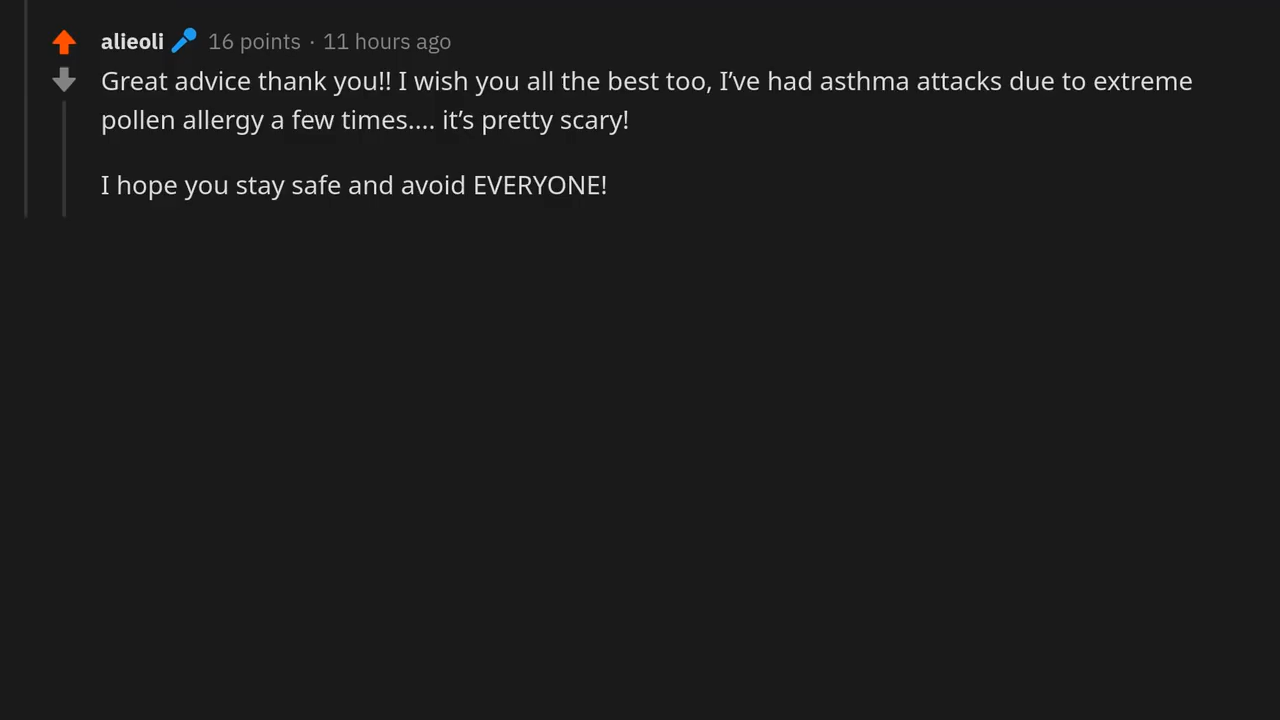 alieoli 16 points · 11 hours ago
Great advice thank you!! I wish you all the best too, I’ve had asthma attacks due to extreme
pollen allergy a few times.... it’s pretty scary!
I hope you stay safe and avoid EVERYONE!